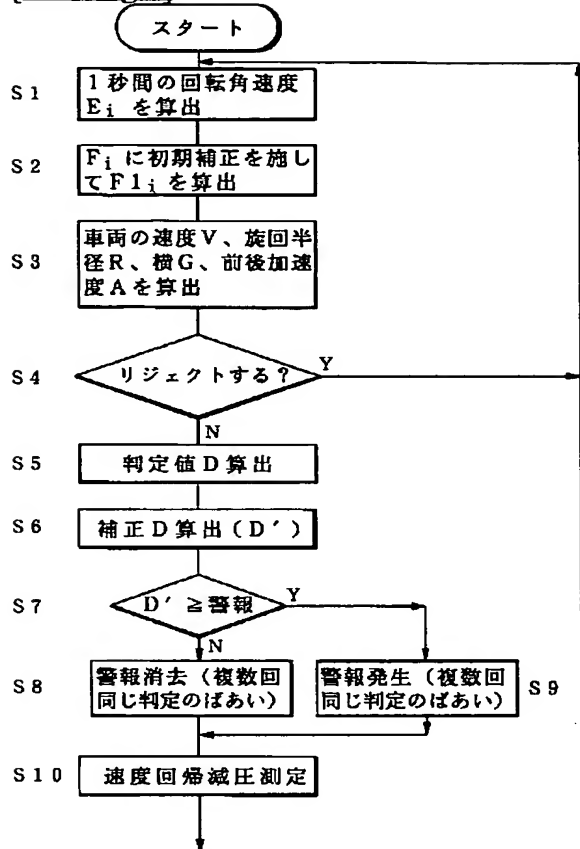 スタート
S1
1秒間の回転角速度
Eiを算出
S2
Fiに初期補正を施し
てF1iを算出
S3
車両の速度V、旋回半
径R、横G、前後加速
度Aを算出
S4
リジェクトする?
Y
N
S5
判定値D算出
S6
補正D算出(D′)
S7
D′≧警報
Y
N
S8
警報消去(複数回
同じ判定のばあい)
警報発生(複数回
同じ判定のばあい)
S9
S10
速度回帰減圧測定